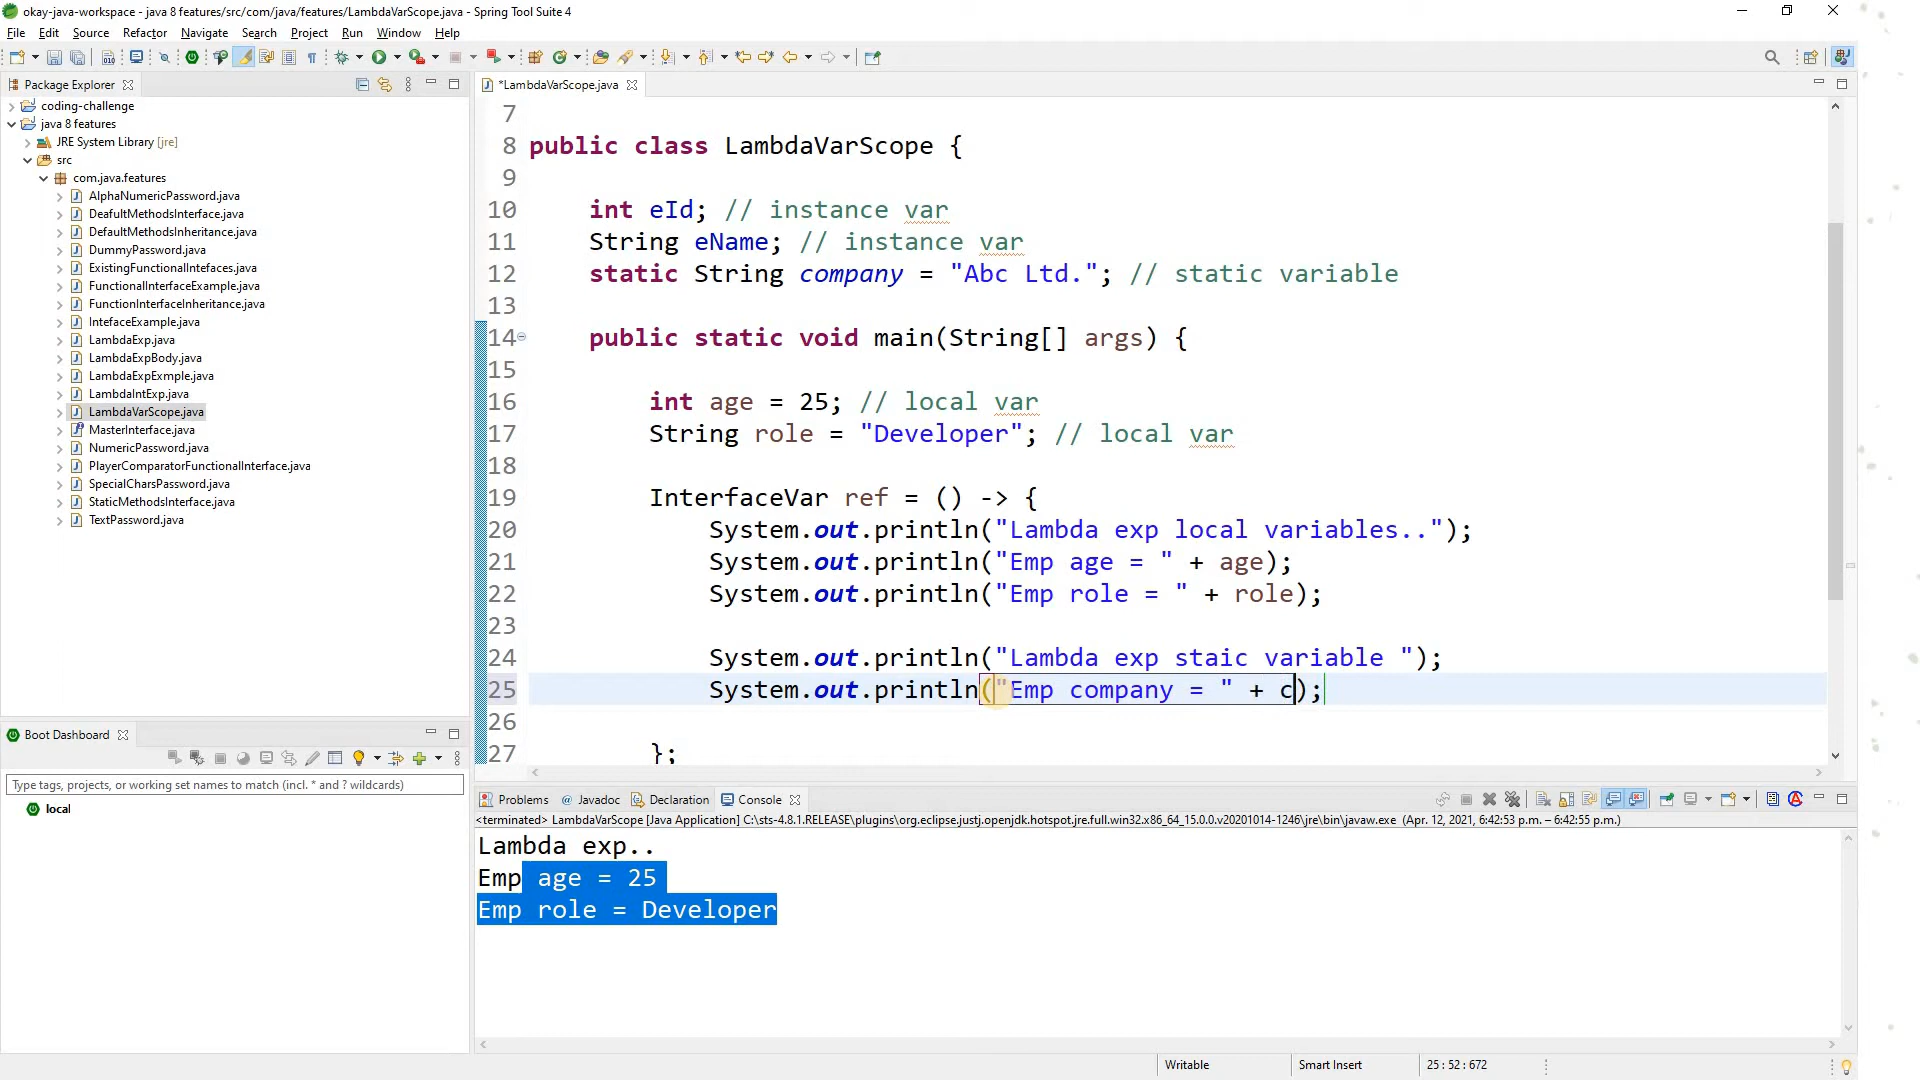 okay-java-workspace - java 8 features/src/com/java/features/LambdaVarScope.java - Spring Tool Suite 4
File Edit Source Refactor Navigate Search Project Run Window Help
Package Explorer
coding-challenge
java 8 features
JRE System Library [jre]
src
com.java.features
AlphaNumericPassword.java
DeafultMethodsInterface.java
DefaultMethodsInheritance.java
DummyPassword.java
ExistingFunctionalIntefaces.java
FunctionalInterfaceExample.java
FunctionInterfaceInheritance.java
IntefaceExample.java
LambdaExp.java
LambdaExpBody.java
LambdaExpExmple.java
LambdaIntExp.java
LambdaVarScope.java
MasterInterface.java
NumericPassword.java
PlayerComparatorFunctionalInterface.java
SpecialCharsPassword.java
StaticMethodsInterface.java
TextPassword.java
Boot Dashboard
Type tags, projects, or working set names to match (incl. * and ? wildcards)
local
*LambdaVarScope.java
7
8 public class LambdaVarScope {
9
10 int eId; // instance var
11 String eName; // instance var
12 static String company = "Abc Ltd."; // static variable
13
14 public static void main(String[] args) {
15
16 int age = 25; // local var
17 String role = "Developer"; // local var
18
19 InterfaceVar ref = () -> {
20 System.out.println("Lambda exp local variables..");
21 System.out.println("Emp age = " + age);
22 System.out.println("Emp role = " + role);
23
24 System.out.println("Lambda exp staic variable ");
25 System.out.println("Emp company = " + c);
26
27 };
Problems @ Javadoc Declaration Console
<terminated> LambdaVarScope [Java Application] C:\sts-4.8.1.RELEASE\plugins\org.eclipse.justj.openjdk.hotspot.jre.full.win32.x86_64_15.0.0.v20201014-1246\jre\bin\javaw.exe (Apr. 12, 2021, 6:42:53 p.m. – 6:42:55 p.m.)
Lambda exp..
Emp age = 25
Emp role = Developer
Writable Smart Insert 25 : 52 : 672